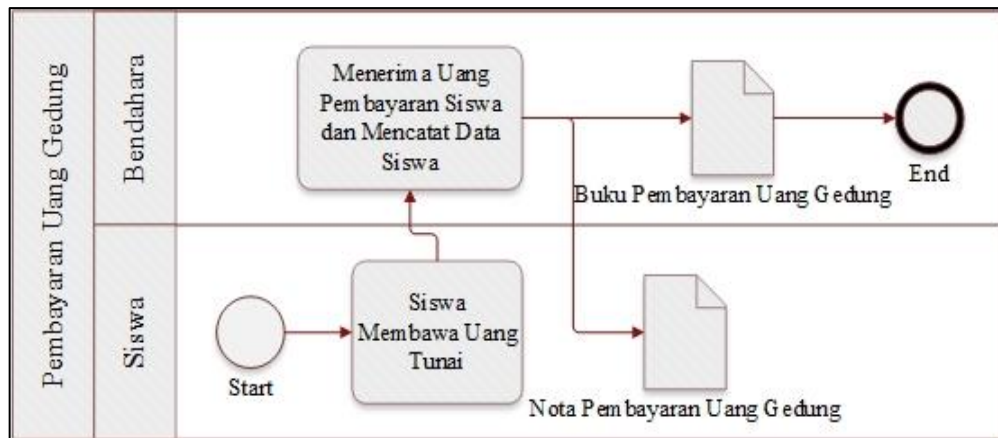 Pembayaran Uang Gedung
Bendahara
Menerima Uang
Pembayaran Siswa
dan Mencatat Data
Siswa
Buku Pembayaran Uang Gedung
End
Siswa
Start
Siswa
Membawa Uang
Tunai
Nota Pembayaran Uang Gedung